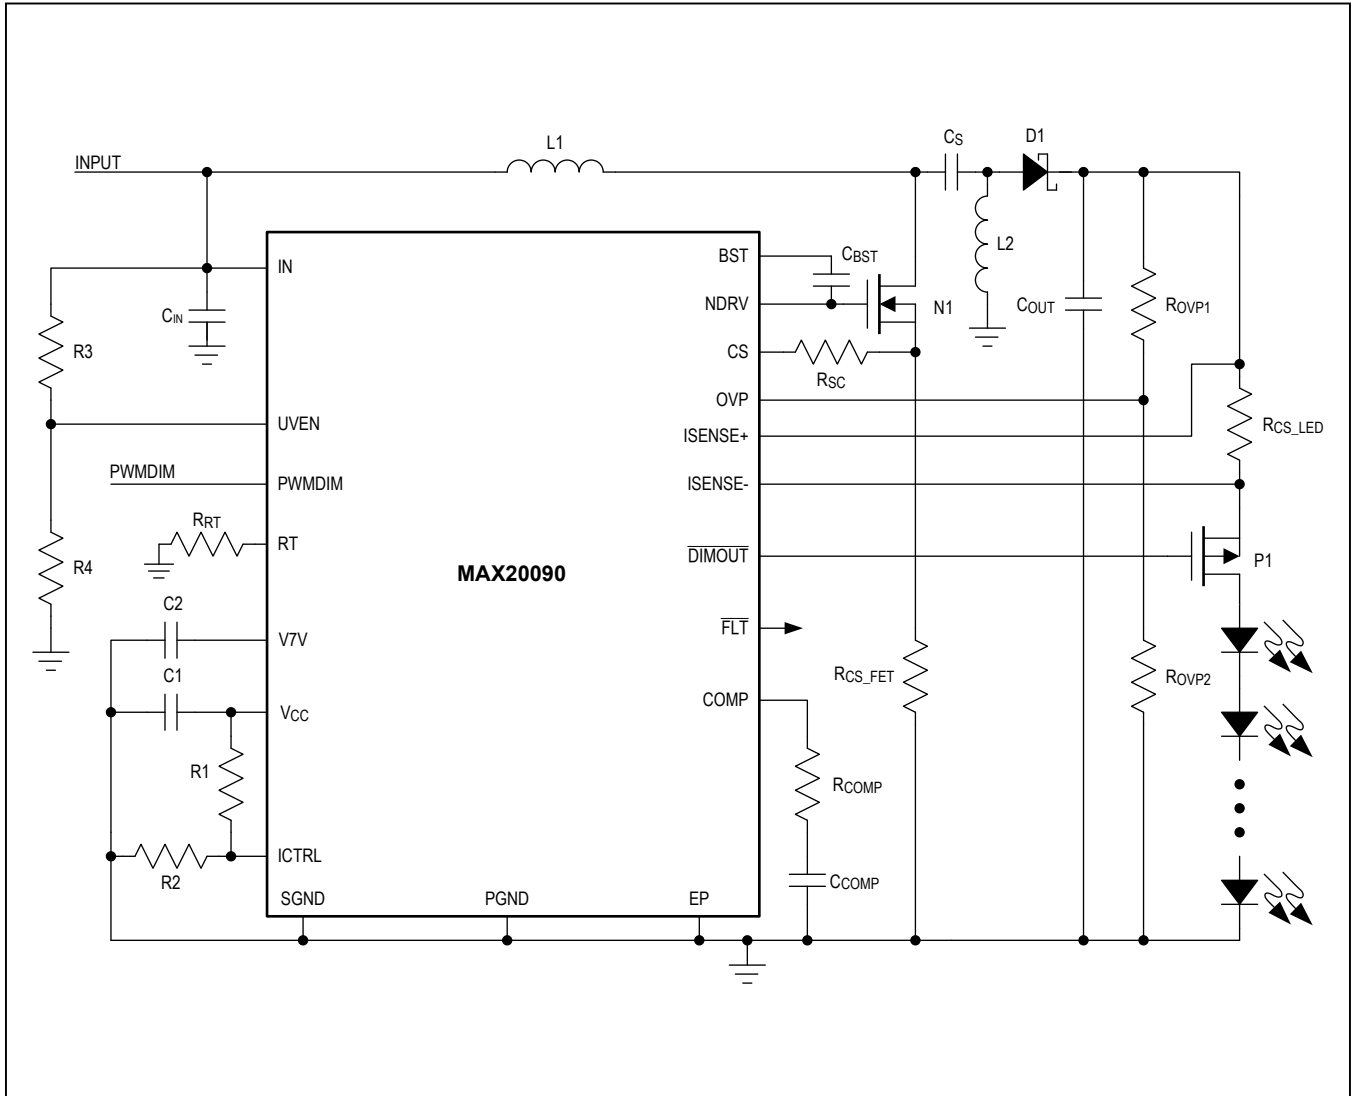 L1
CS
D1
INPUT
IN
BST
CBST
L2
NDRV
N1
COUT
ROVP1
CIN
R3
CS
RSC
OVP
UVEN
ISENSE+
RCS_LED
PWMDIM
PWMDIM
ISENSE-
RRT
RT
MAX20090
DIMOUT
P1
R4
C2
V7V
FLT
C1
RCS_FET
ROVP2
VCC
COMP
R1
RCOMP
ICTRL
R2
CCOMP
SGND
PGND
EP